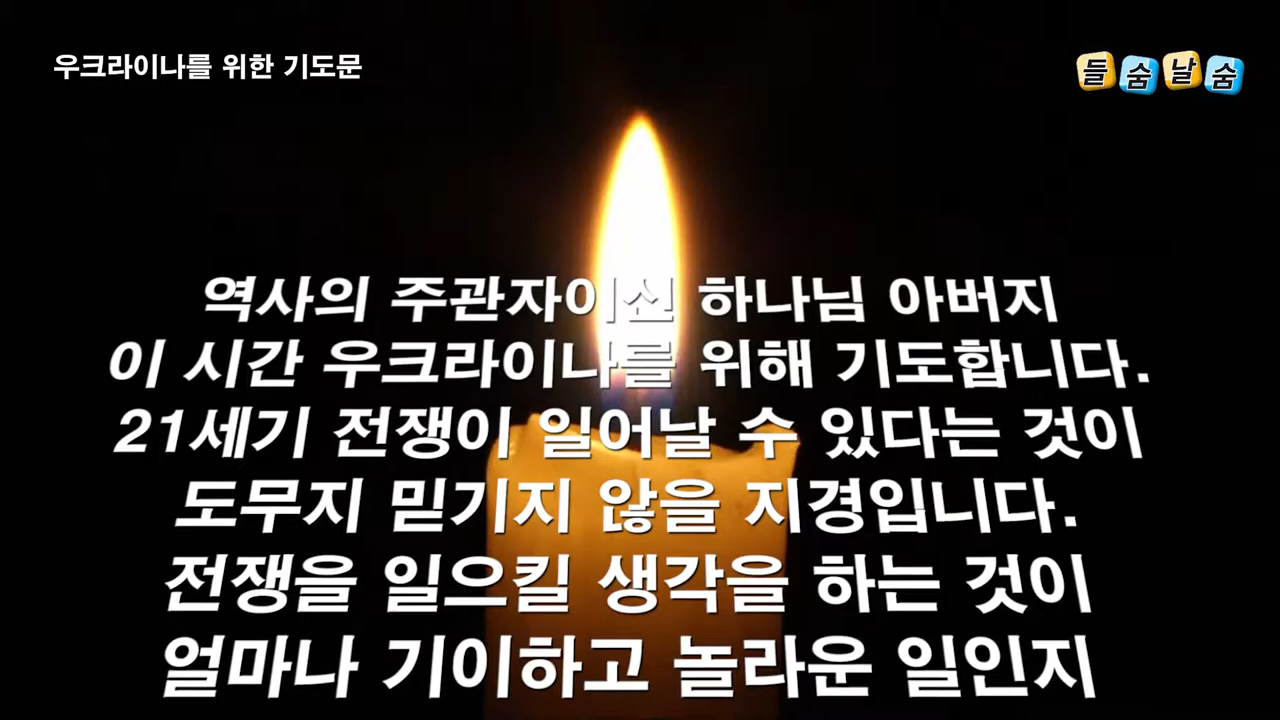 우크라이나를 위한 기도문
들숨날숨
역사의 주관자이신 하나님 아버지
이 시간 우크라이나를 위해 기도합니다.
21세기 전쟁이 일어날 수 있다는 것이
도무지 믿기지 않을 지경입니다.
전쟁을 일으킬 생각을 하는 것이
얼마나 기이하고 놀라운 일인지